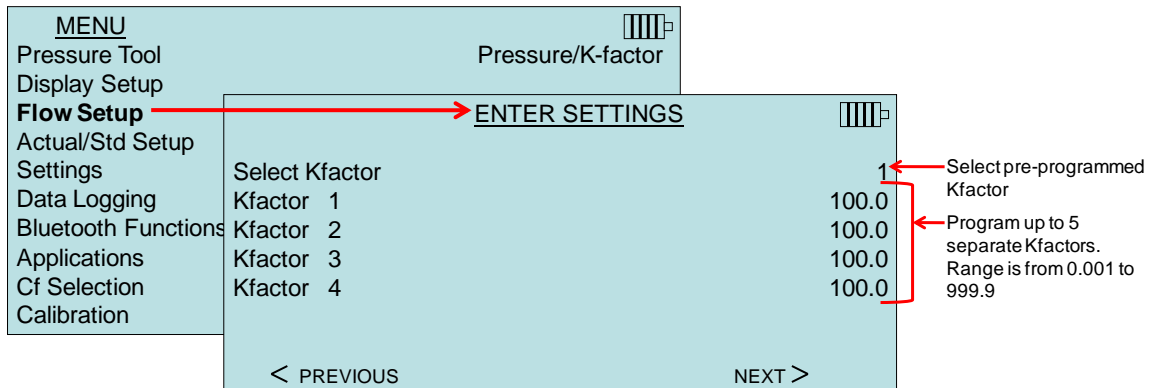 MENU
Pressure Tool Pressure/K-factor
Display Setup
Flow Setup
Actual/Std Setup
Settings
Data Logging
Bluetooth Functions
Applications
Cf Selection
Calibration
ENTER SETTINGS
Select Kfactor 1
Kfactor 1 100.0
Kfactor 2 100.0
Kfactor 3 100.0
Kfactor 4 100.0
< PREVIOUS NEXT >
Select pre-programmed
Kfactor
Program up to 5
separate Kfactors.
Range is from 0.001 to
999.9